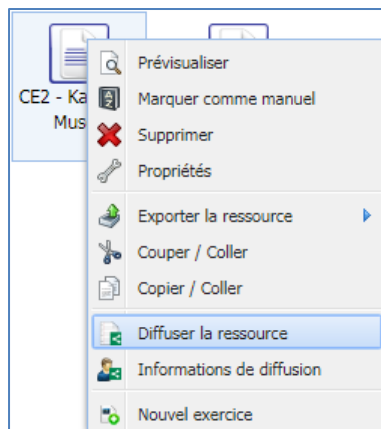 CE2 - Ka
Mus
Prévisualiser
Marquer comme manuel
Supprimer
Propriétés
Exporter la ressource
Couper / Coller
Copier / Coller
Diffuser la ressource
Informations de diffusion
Nouvel exercice